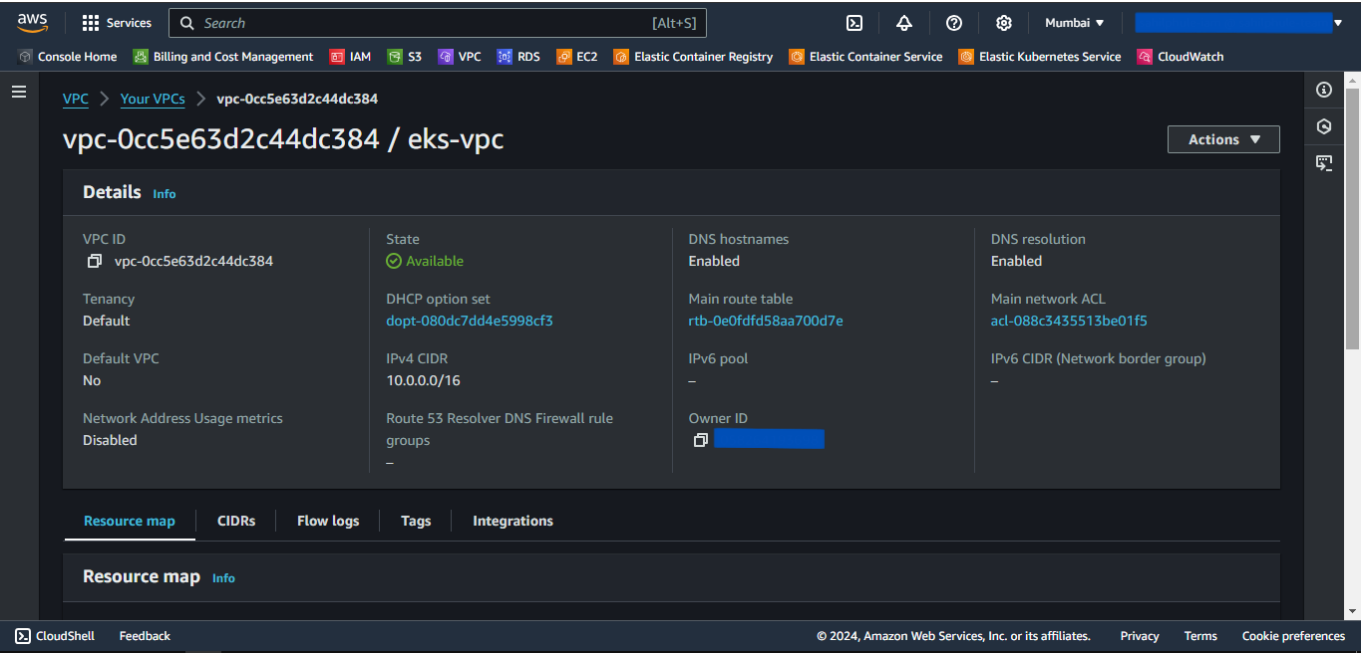 aws Services Search [Alt+S] Mumbai
Console Home Billing and Cost Management IAM S3 VPC RDS EC2 Elastic Container Registry Elastic Container Service Elastic Kubernetes Service CloudWatch
VPC > Your VPCs > vpc-0cc5e63d2c44dc384
vpc-0cc5e63d2c44dc384 / eks-vpc
Actions
Details Info
VPC ID State DNS hostnames DNS resolution
vpc-0cc5e63d2c44dc384 Available Enabled Enabled
Tenancy DHCP option set Main route table Main network ACL
Default dopt-080dc7dd4e5998cf3 rtb-0e0fdfd58aa700d7e acl-088c3435513be01f5
Default VPC IPv4 CIDR IPv6 pool IPv6 CIDR (Network border group)
No 10.0.0.0/16 – –
Network Address Usage metrics Route 53 Resolver DNS Firewall rule Owner ID
Disabled groups
–
Resource map CIDRs Flow logs Tags Integrations
Resource map Info
CloudShell Feedback © 2024, Amazon Web Services, Inc. or its affiliates. Privacy Terms Cookie preferences